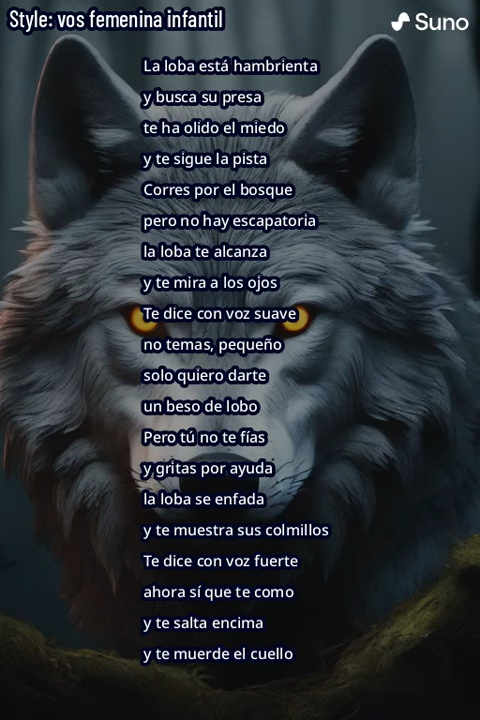 Style: vos femenina infantil
Suno
La loba está hambrienta
y busca su presa
te ha olido el miedo
y te sigue la pista
Corres por el bosque
pero no hay escapatoria
la loba te alcanza
y te mira a los ojos
Te dice con voz suave
no temas, pequeño
solo quiero darte
un beso de lobo
Pero tú no te fías
y gritas por ayuda
la loba se enfada
y te muestra sus colmillos
Te dice con voz fuerte
ahora sí que te como
y te salta encima
y te muerde el cuello